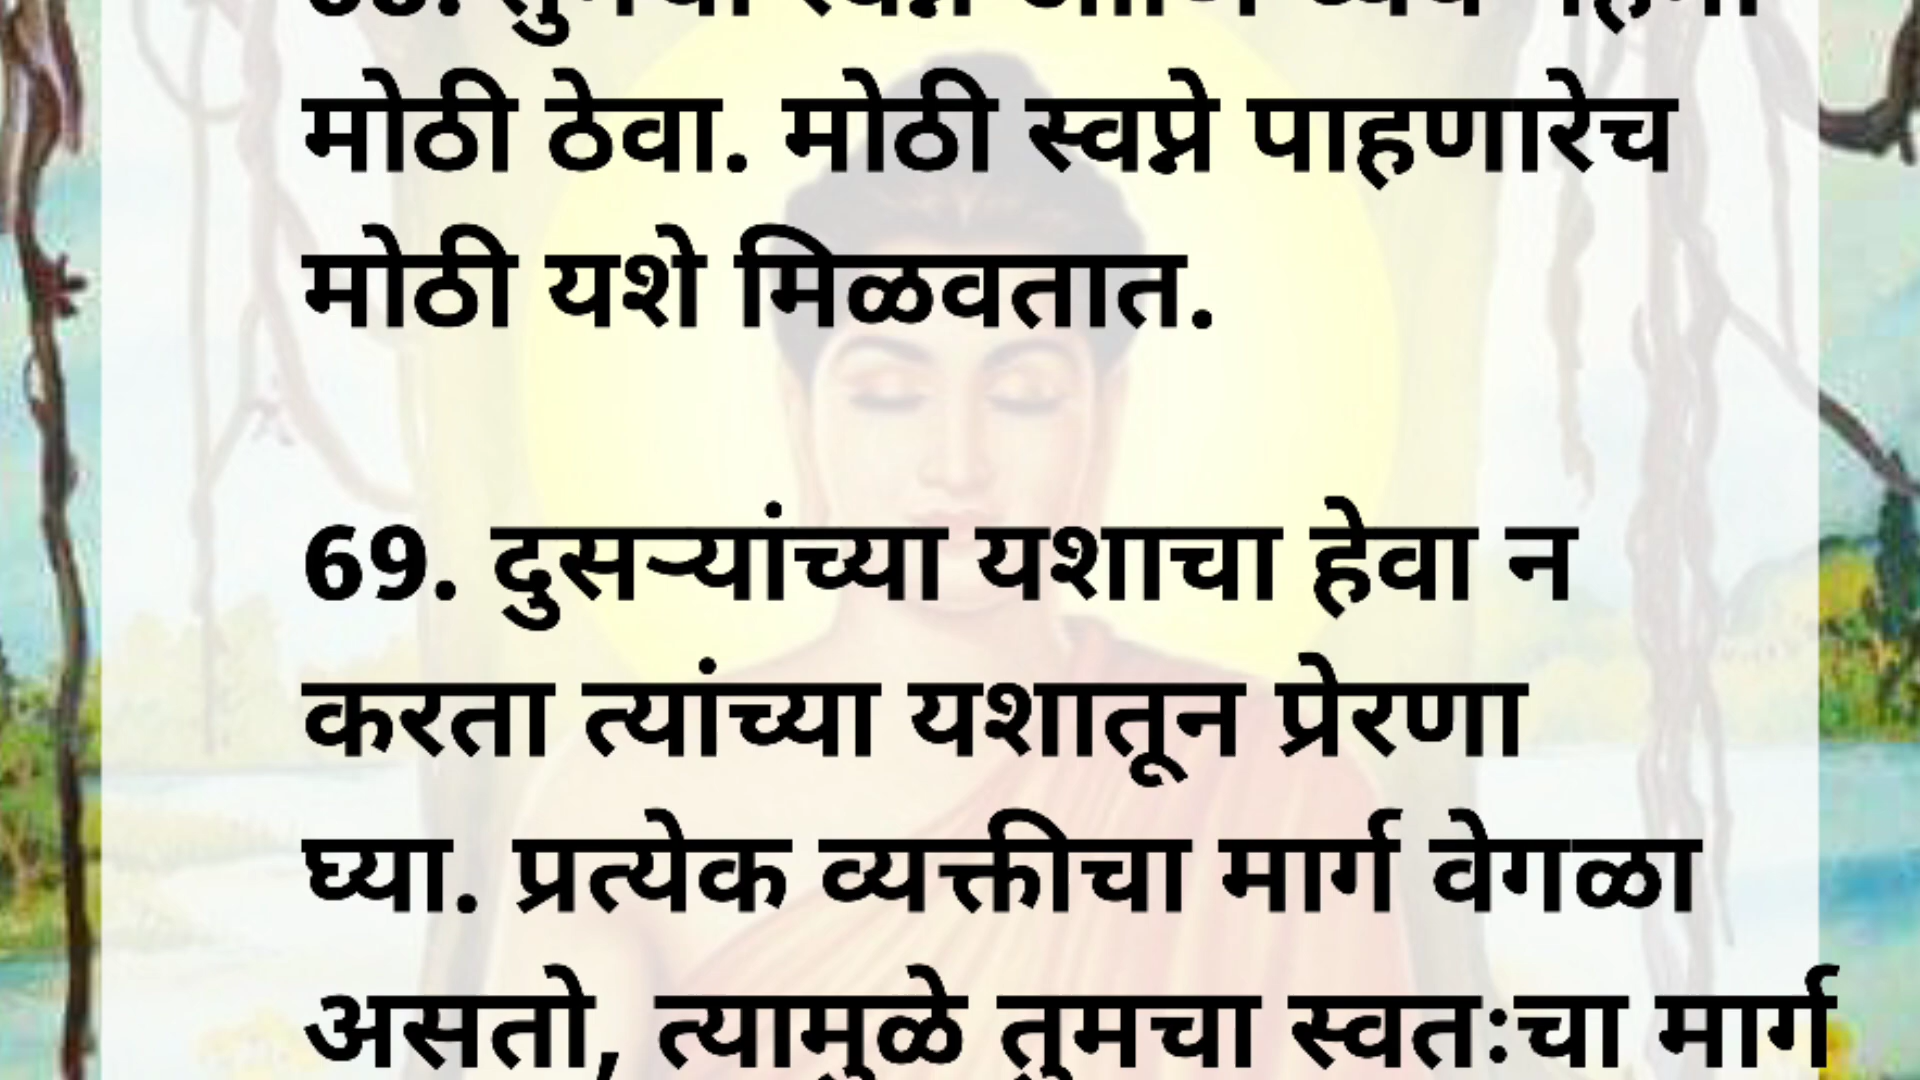 मोठी ठेवा. मोठी स्वप्ने पाहणारेच
मोठी यशे मिळवतात.
69. दुसऱ्यांच्या यशाचा हेवा न
करता त्यांच्या यशातून प्रेरणा
घ्या. प्रत्येक व्यक्तीचा मार्ग वेगळा
असतो, त्यामुळे तुमचा स्वतःचा मार्ग